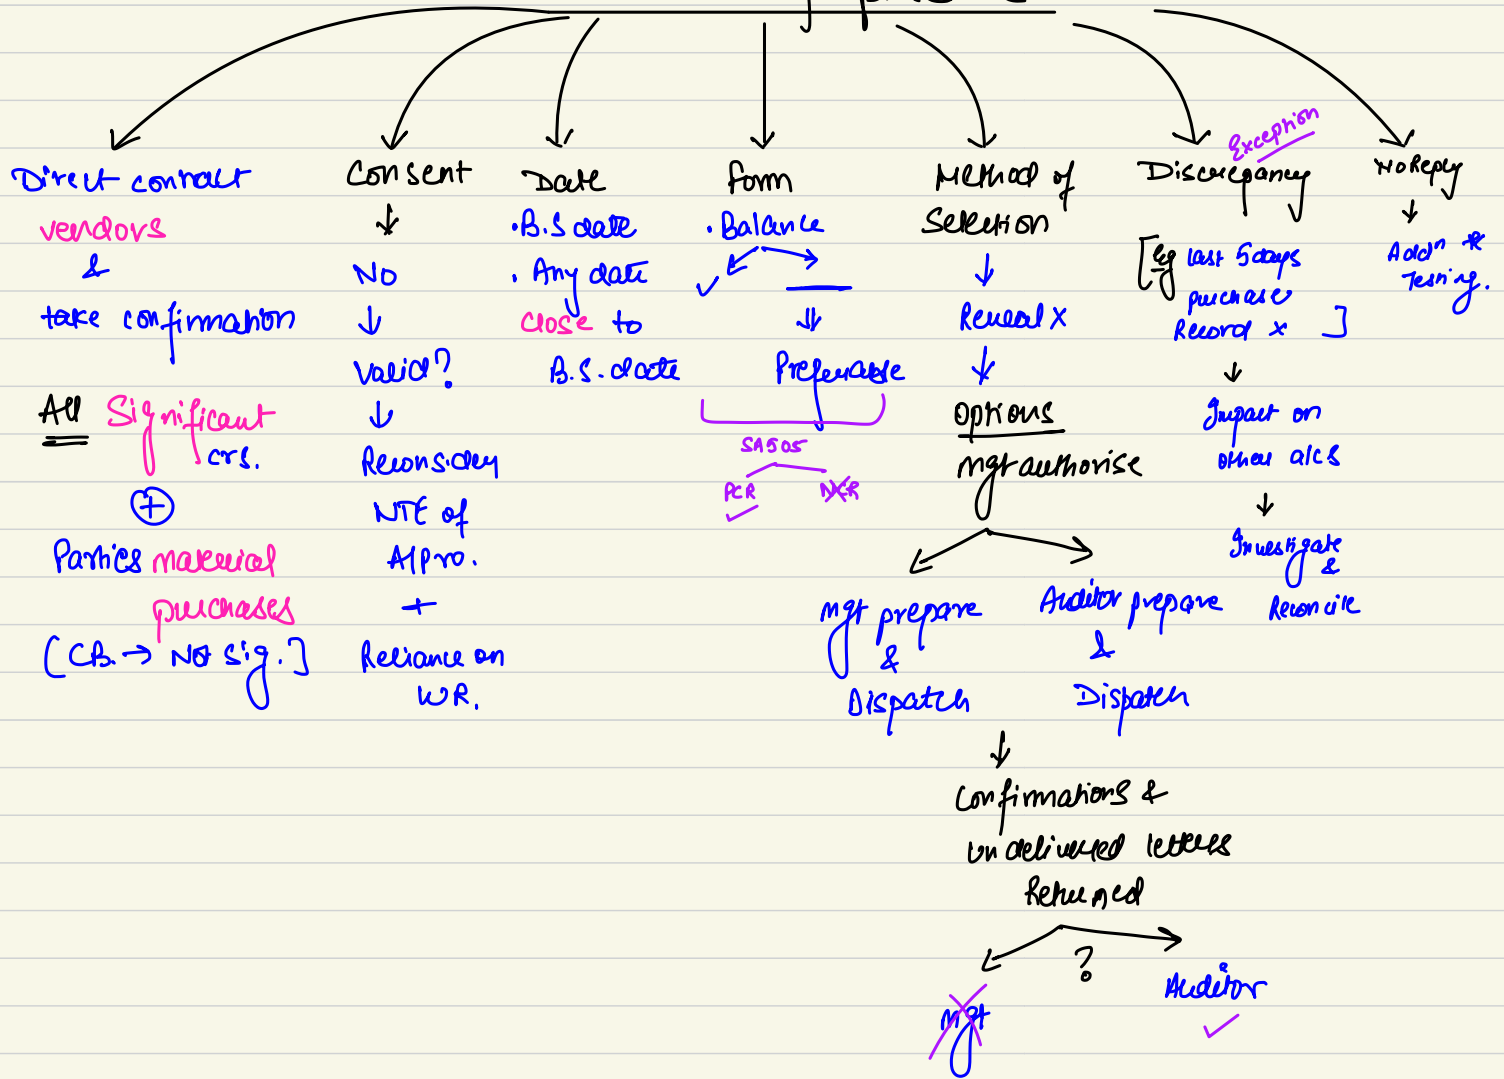 Direct contact
vendors
&
take confirmation
All Significant
crs.
+
Parties material
purchases
[CB. → Not sig.]
Consent
↓
No
↓
Valid?
↓
Reconsider
NTE of
A/pro.
+
Reliance on
WR.
Date
• B.S date
• Any date
close to
B.S. date
Form
• Balance
✓
⇓
Preferable
SA505
PCR NCR
✓
Method of
Selection
↓
Reveal x
↓
Options
mgt authorise
mgt prepare
&
Dispatch
Auditor prepare
&
Dispatch
↓
Confirmations &
undelivered letters
Returned
?
Mgt
Auditor
✓
Exception
Discrepancy
[Eg last 5days
purchase
Record x ]
↓
Impact on
other a/cs
↓
Investigate
&
Reconcile
No Reply
↓
Addn *
Testing.